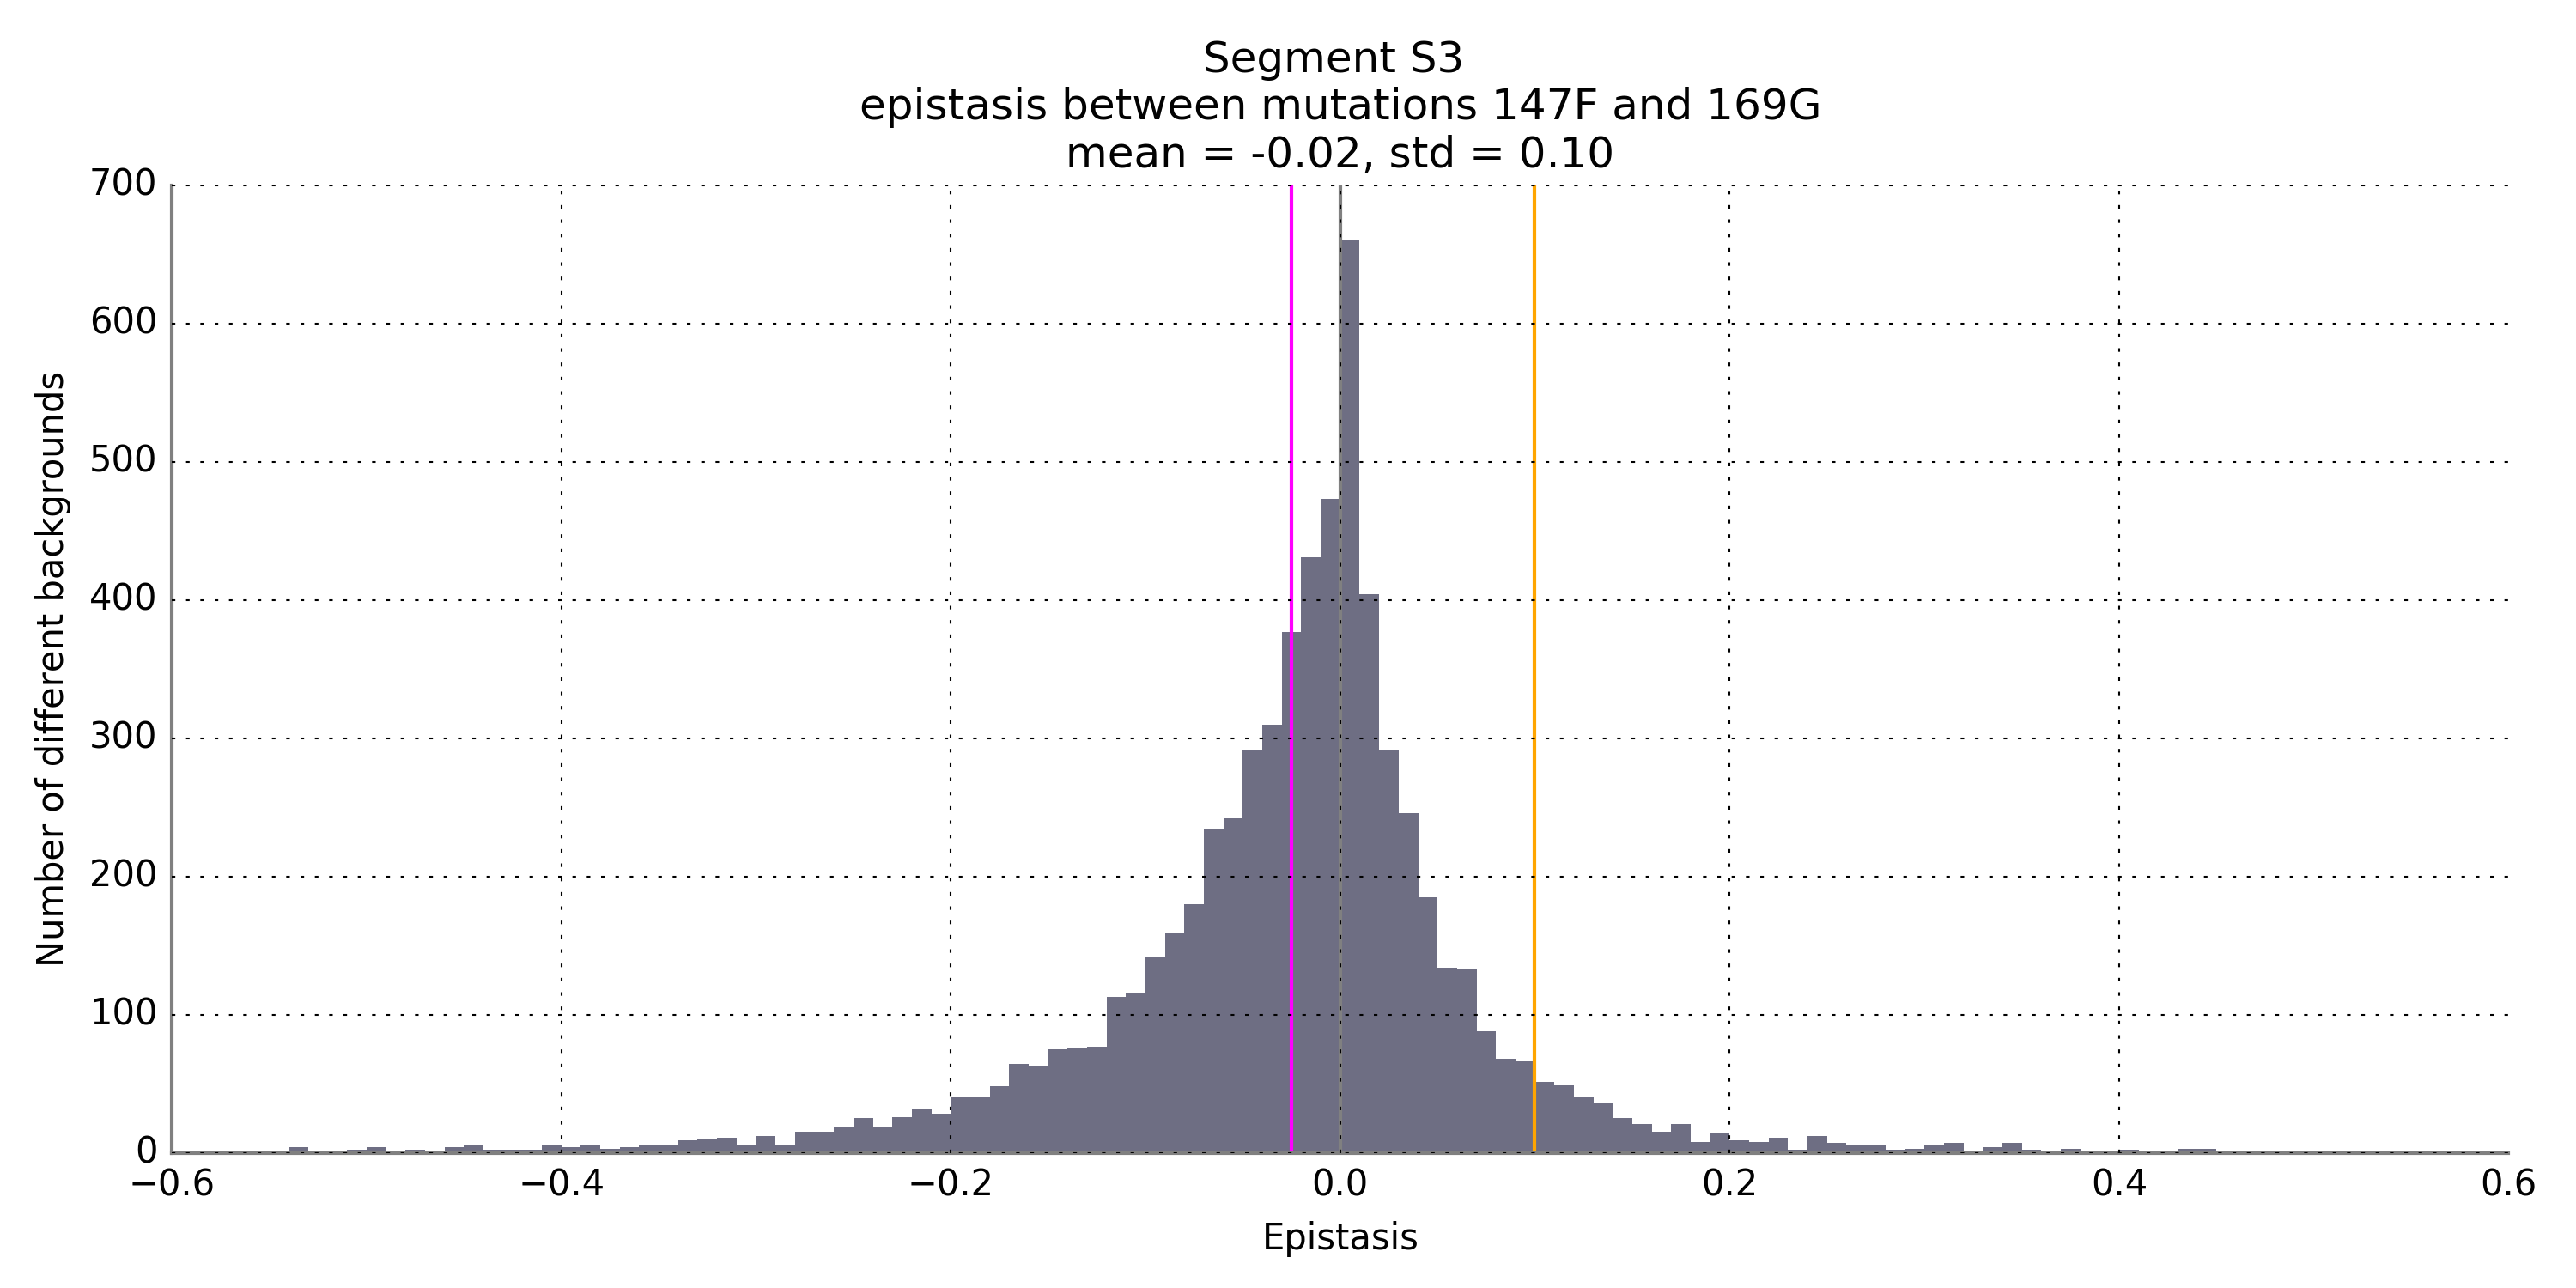 Segment S3
epistasis between mutations 147F and 169G
mean = -0.02, std = 0.10
Number of different backgrounds
700
600
500
400
300
200
100
0
−0.6 −0.4 −0.2 0.0 0.2 0.4 0.6
Epistasis